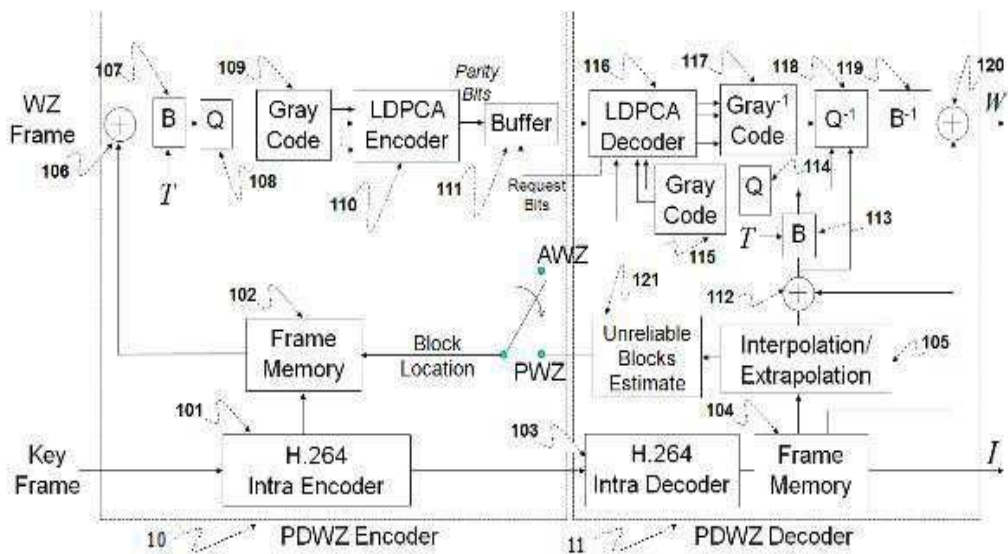 107
109
116
117
118
119
120
Parity
Bits
WZ
Frame
B
Q
Gray
Code
LDPCA
Encoder
Buffer
LDPCA
Decoder
Gray-1
Code
Q-1
B-1
W
106
T
108
110
111
Request
Bits
Gray
Code
Q
114
115
T
B
113
AWZ
121
112
102
Frame
Memory
Block
Location
PWZ
Unreliable
Blocks
Estimate
Interpolation/
Extrapolation
105
101
103
104
Key
Frame
H.264
Intra Encoder
H.264
Intra Decoder
Frame
Memory
I
10
PDWZ Encoder
11
PDWZ Decoder